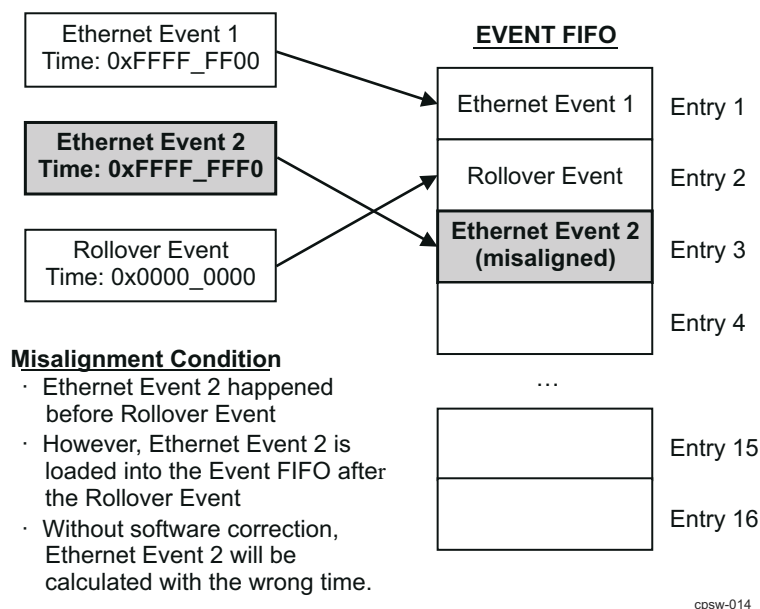 Ethernet Event 1
Time: 0xFFFF_FF00
Ethernet Event 2
Time: 0xFFFF_FFF0
Rollover Event
Time: 0x0000_0000
EVENT FIFO
Ethernet Event 1
Entry 1
Rollover Event
Entry 2
Ethernet Event 2
(misaligned)
Entry 3
Entry 4
...
Entry 15
Entry 16
Misalignment Condition
· Ethernet Event 2 happened
before Rollover Event
· However, Ethernet Event 2 is
loaded into the Event FIFO after
the Rollover Event
· Without software correction,
Ethernet Event 2 will be
calculated with the wrong time.
cpsw-014